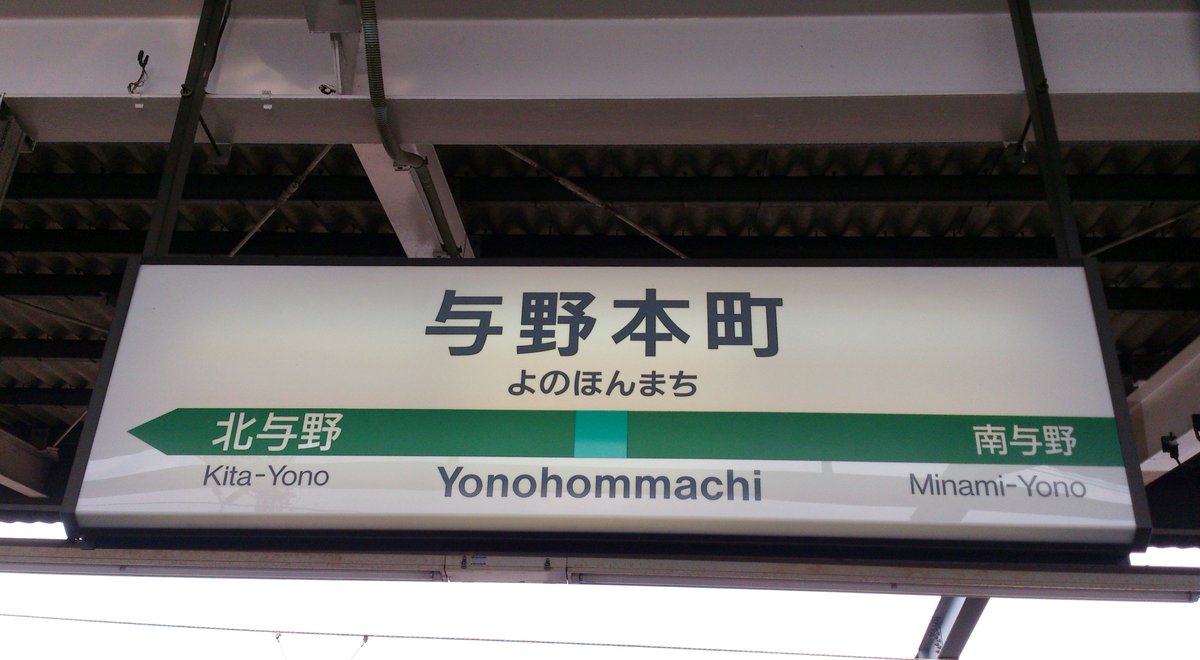 与野本町
よのほんまち
北与野
南与野
Kita-Yono
Yonohommachi
Minami-Yono